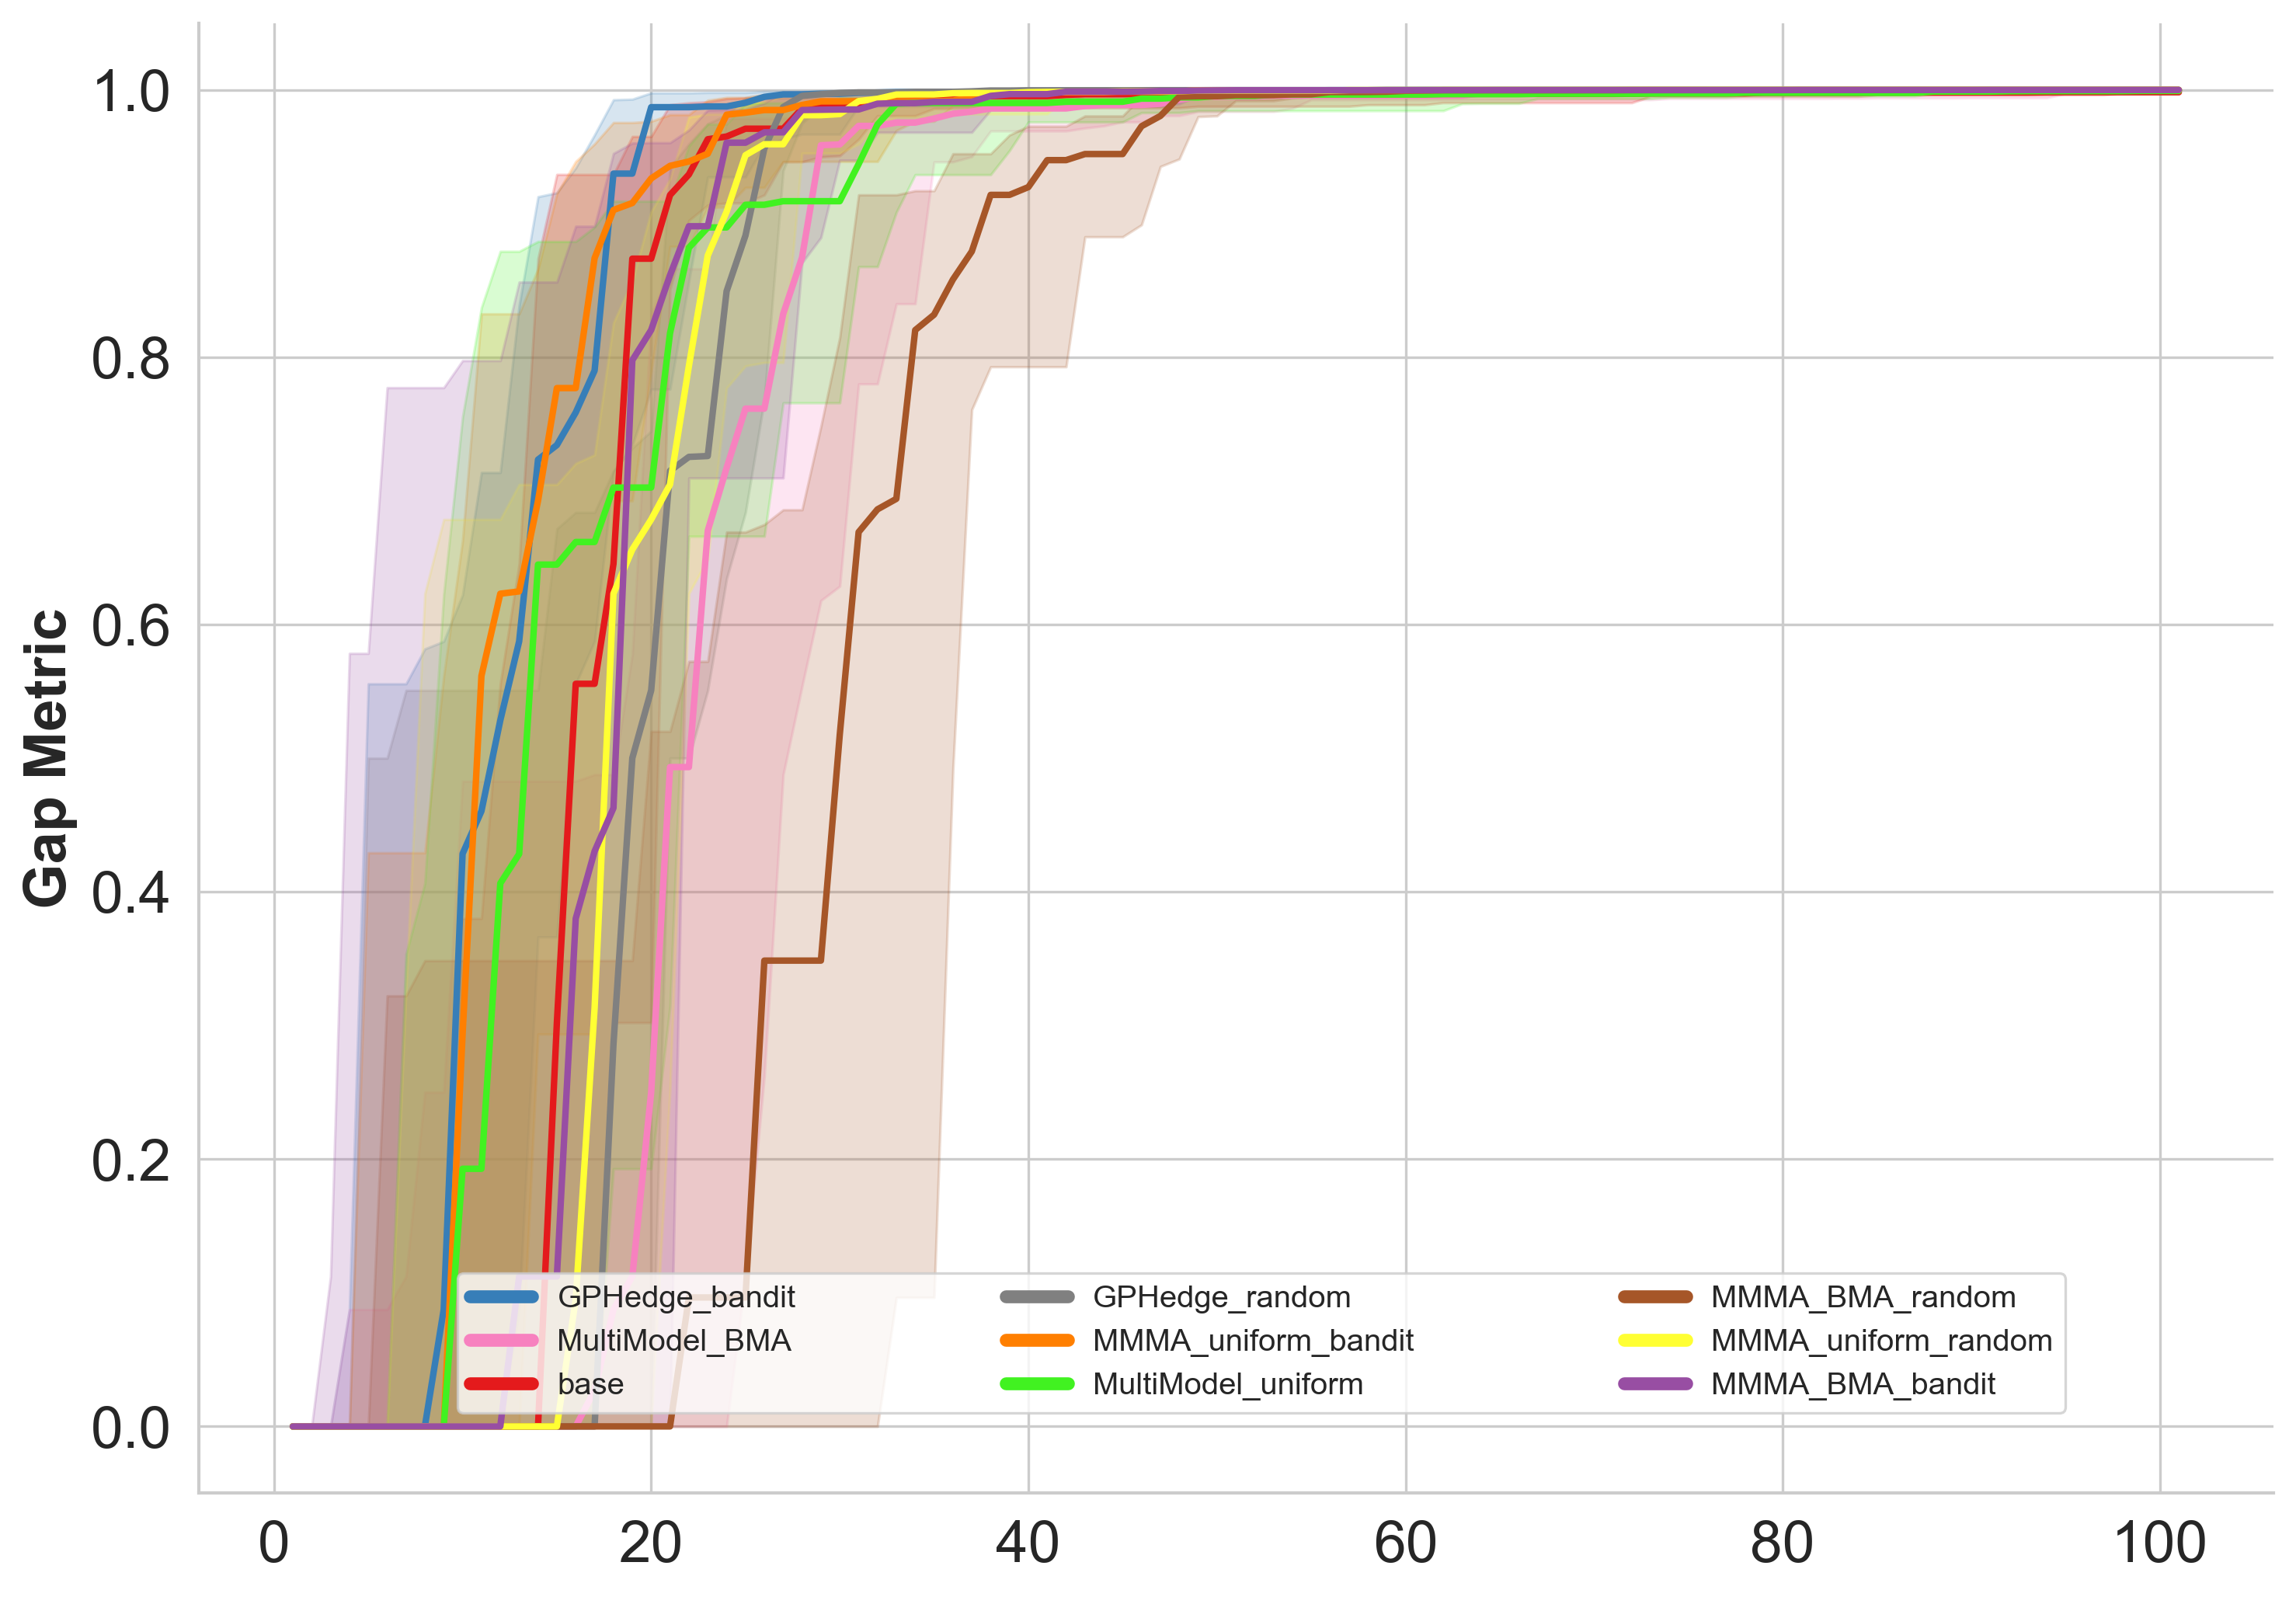 1.0
0.8
0.6
0.4
0.2
0.0
Gap Metric
GPHedge_bandit
MultiModel_BMA
base
GPHedge_random
MMMA_uniform_bandit
MultiModel_uniform
MMMA_BMA_random
MMMA_uniform_random
MMMA_BMA_bandit
0 20 40 60 80 100